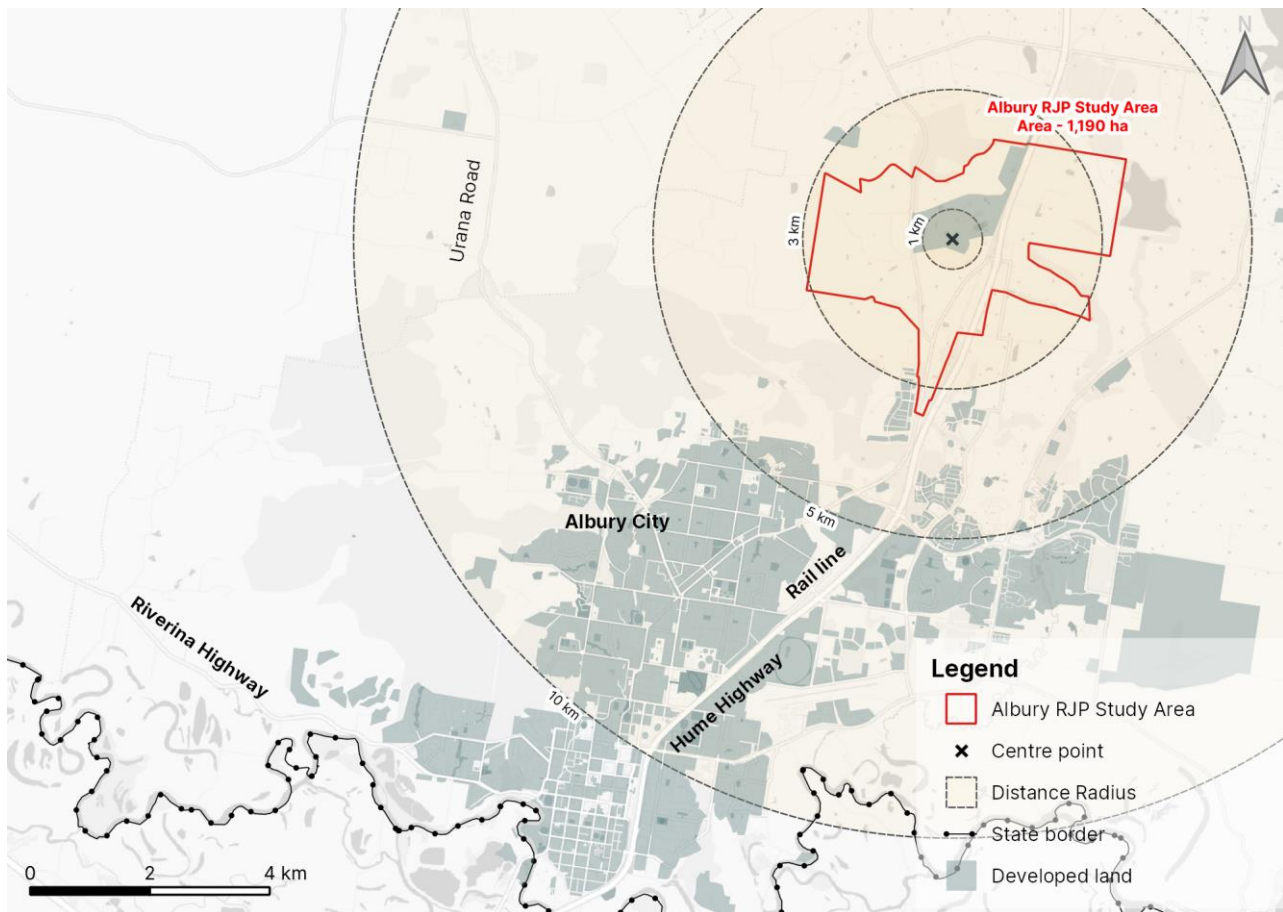 N
Albury RJP Study Area
Area - 1,190 ha
Urana Road
3 km
1 km
5 km
Albury City
Rail line
Riverina Highway
10 km
Hume Highway
Legend
Albury RJP Study Area
Centre point
Distance Radius
State border
Developed land
0 2 4 km